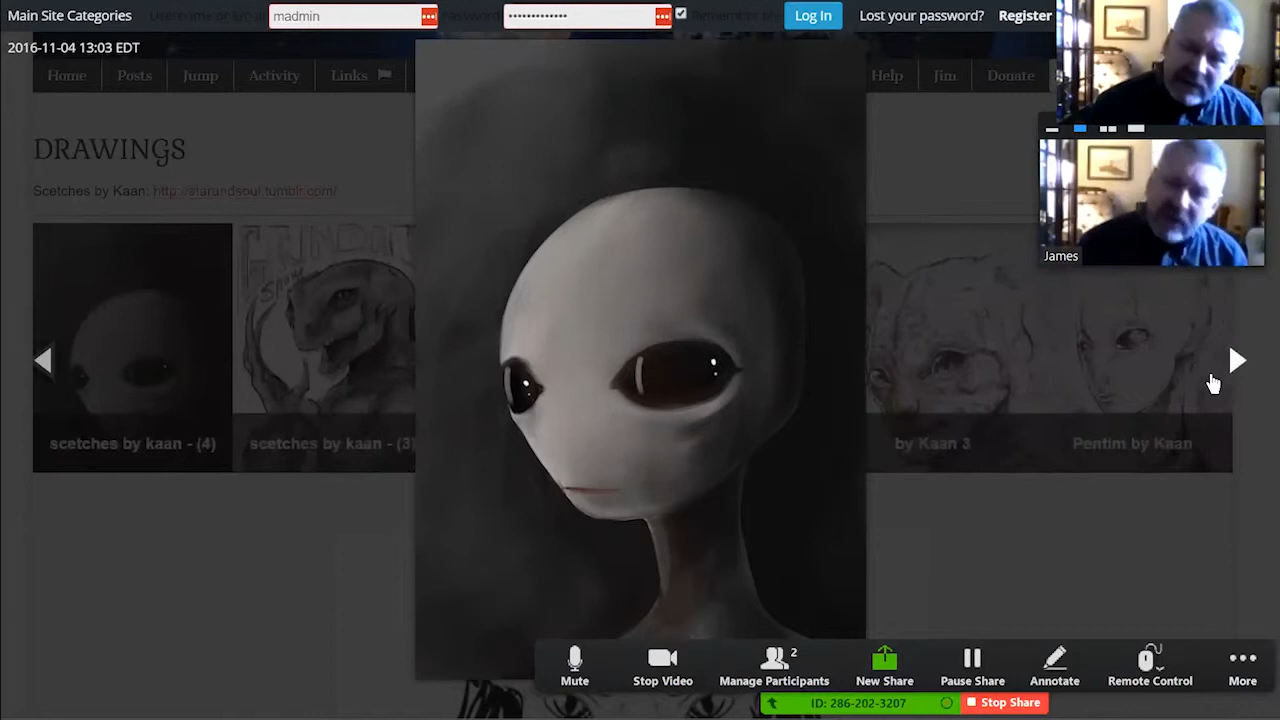 Main Site Categories
madmin
Log In
Lost your password?
Register
2016-11-04 13:03 EDT
Home
Posts
Jump
Activity
Links
Help
Jim
Donate
DRAWINGS
Scetches by Kaan: http://starandsoul.tumblr.com/
James
scetches by kaan - (4)
scetches by kaan - (3)
by Kaan 3
Pentim by Kaan
Mute
Stop Video
Manage Participants
2
New Share
Pause Share
Annotate
Remote Control
More
ID: 286-202-3207
Stop Share